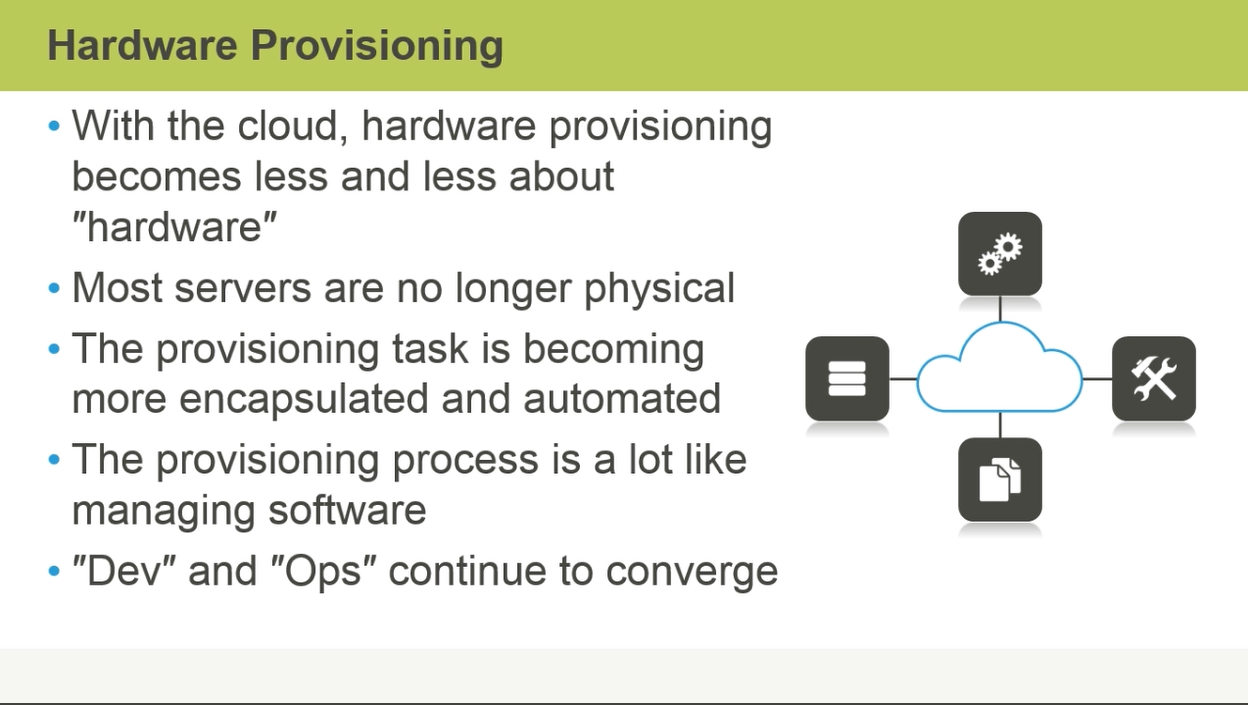 Hardware Provisioning
• With the cloud, hardware provisioning
becomes less and less about
"hardware"
• Most servers are no longer physical
• The provisioning task is becoming
more encapsulated and automated
• The provisioning process is a lot like
managing software
• "Dev" and "Ops" continue to converge